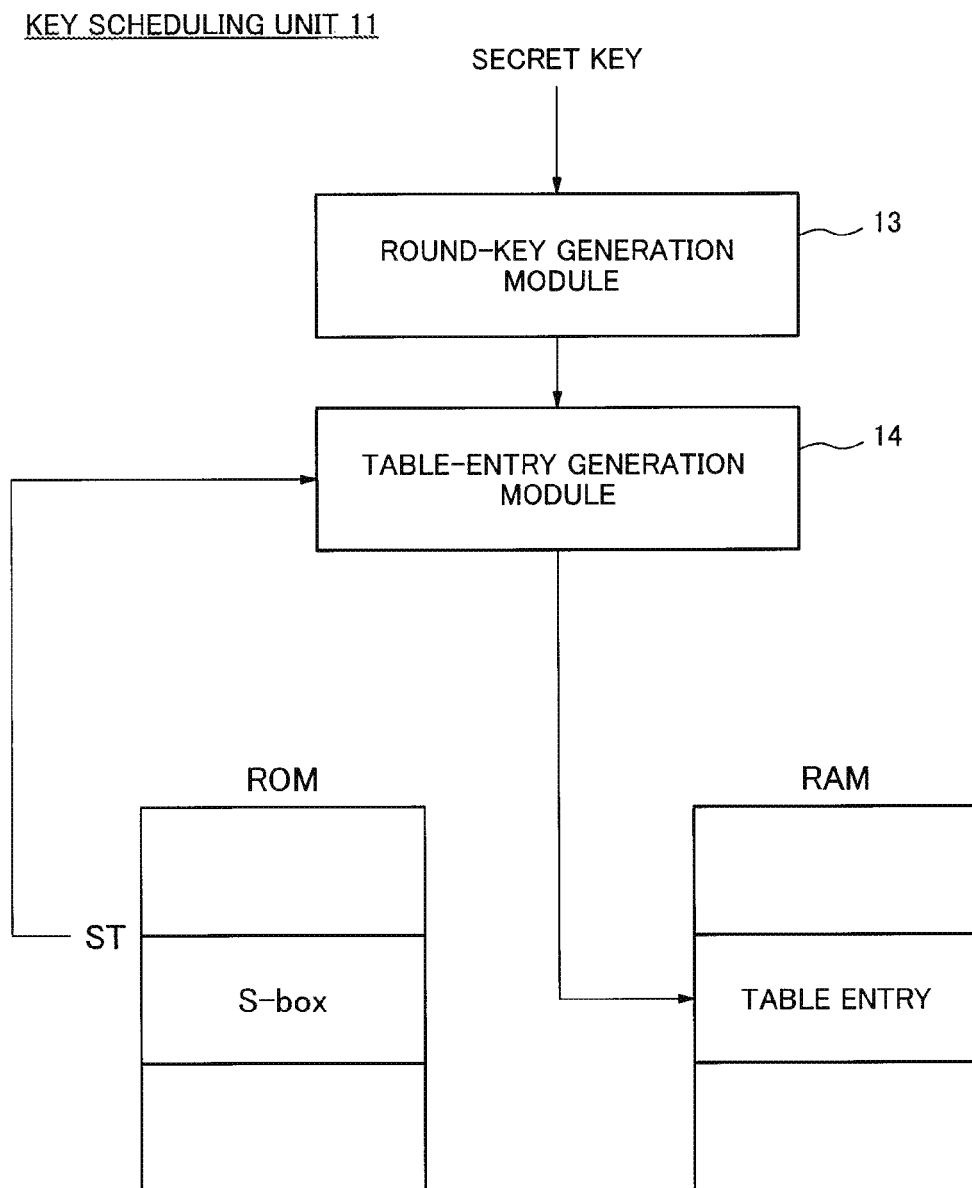 KEY SCHEDULING UNIT 11
SECRET KEY
ROUND-KEY GENERATION
MODULE
13
TABLE-ENTRY GENERATION
MODULE
14
ROM
RAM
ST
S-box
TABLE ENTRY